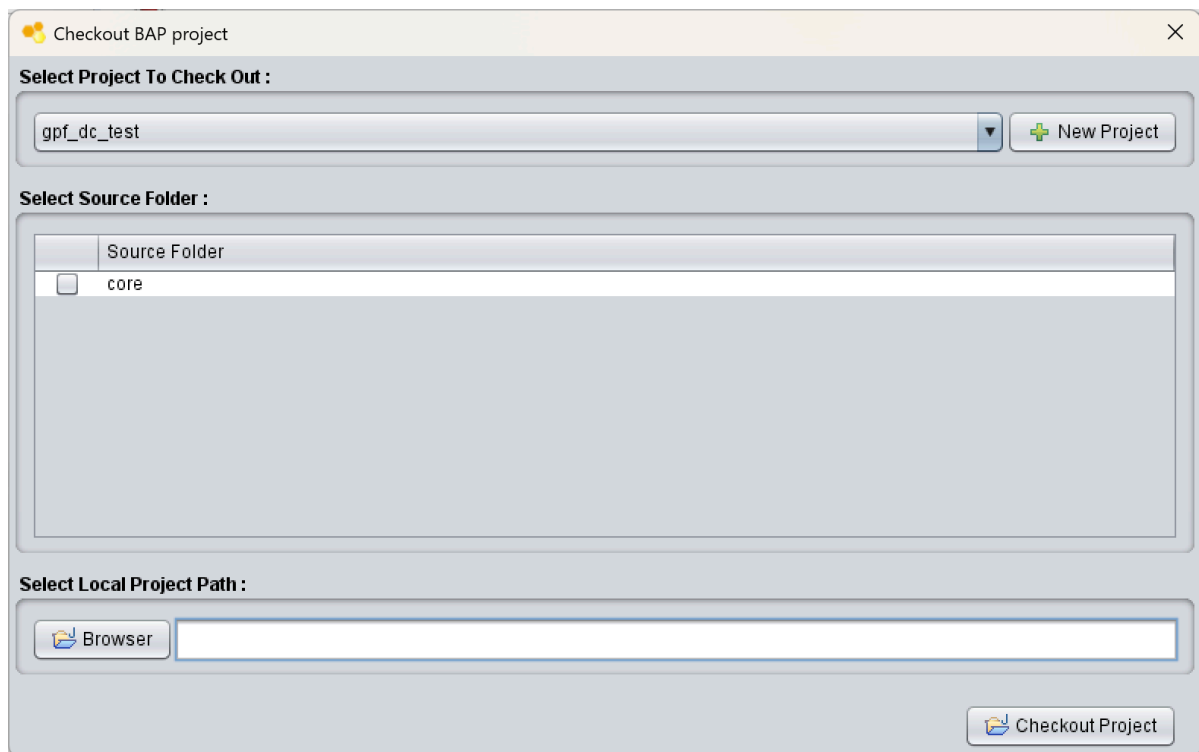 Checkout BAP project
Select Project To Check Out :
gpf_dc_test
New Project
Select Source Folder :
Source Folder
core
Select Local Project Path :
Browser
Checkout Project